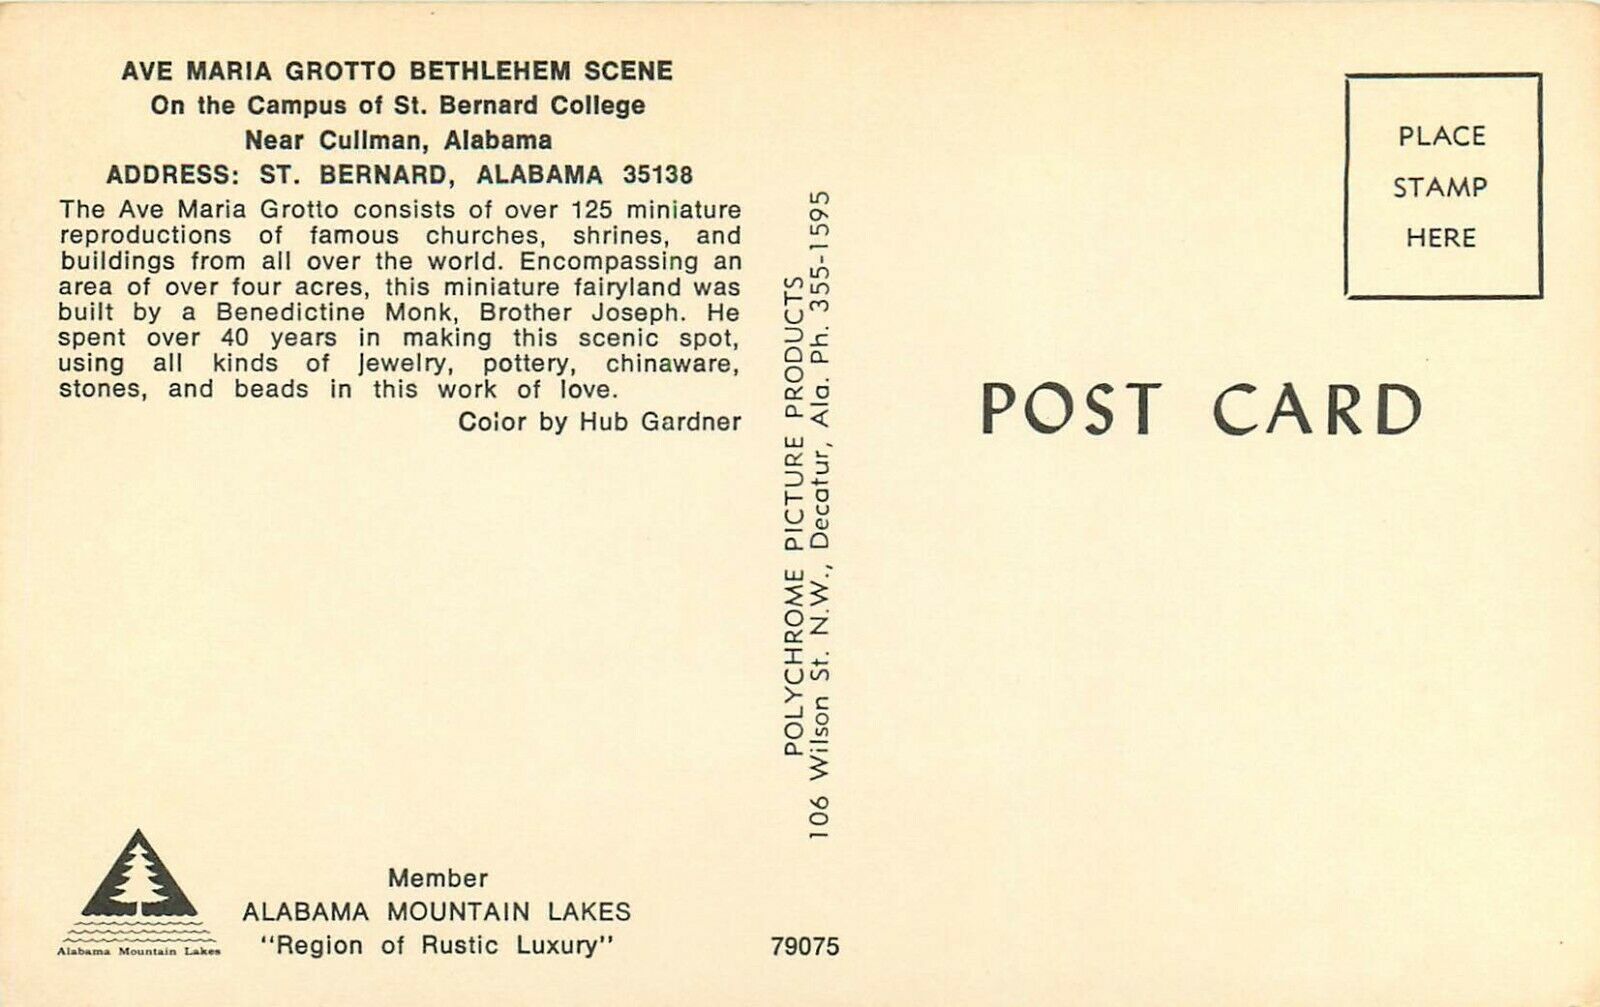 AVE MARIA GROTTO BETHLEHEM SCENE
On the Campus of St. Bernard College
Near Cullman, Alabama
ADDRESS: ST. BERNARD, ALABAMA 35138
The Ave Maria Grotto consists of over 125 miniature
reproductions of famous churches, shrines, and
buildings from all over the world. Encompassing an
area of over four acres, this miniature fairyland was
built by a Benedictine Monk, Brother Joseph. He
spent over 40 years in making this scenic spot,
using all kinds of jewelry, pottery, chinaware,
stones, and beads in this work of love.
Color by Hub Gardner
Alabama Mountain Lakes
Member
ALABAMA MOUNTAIN LAKES
"Region of Rustic Luxury"
POLYCHROME PICTURE PRODUCTS
106 Wilson St. N.W., Decatur, Ala. Ph. 355-1595
79075
PLACE
STAMP
HERE
POST CARD